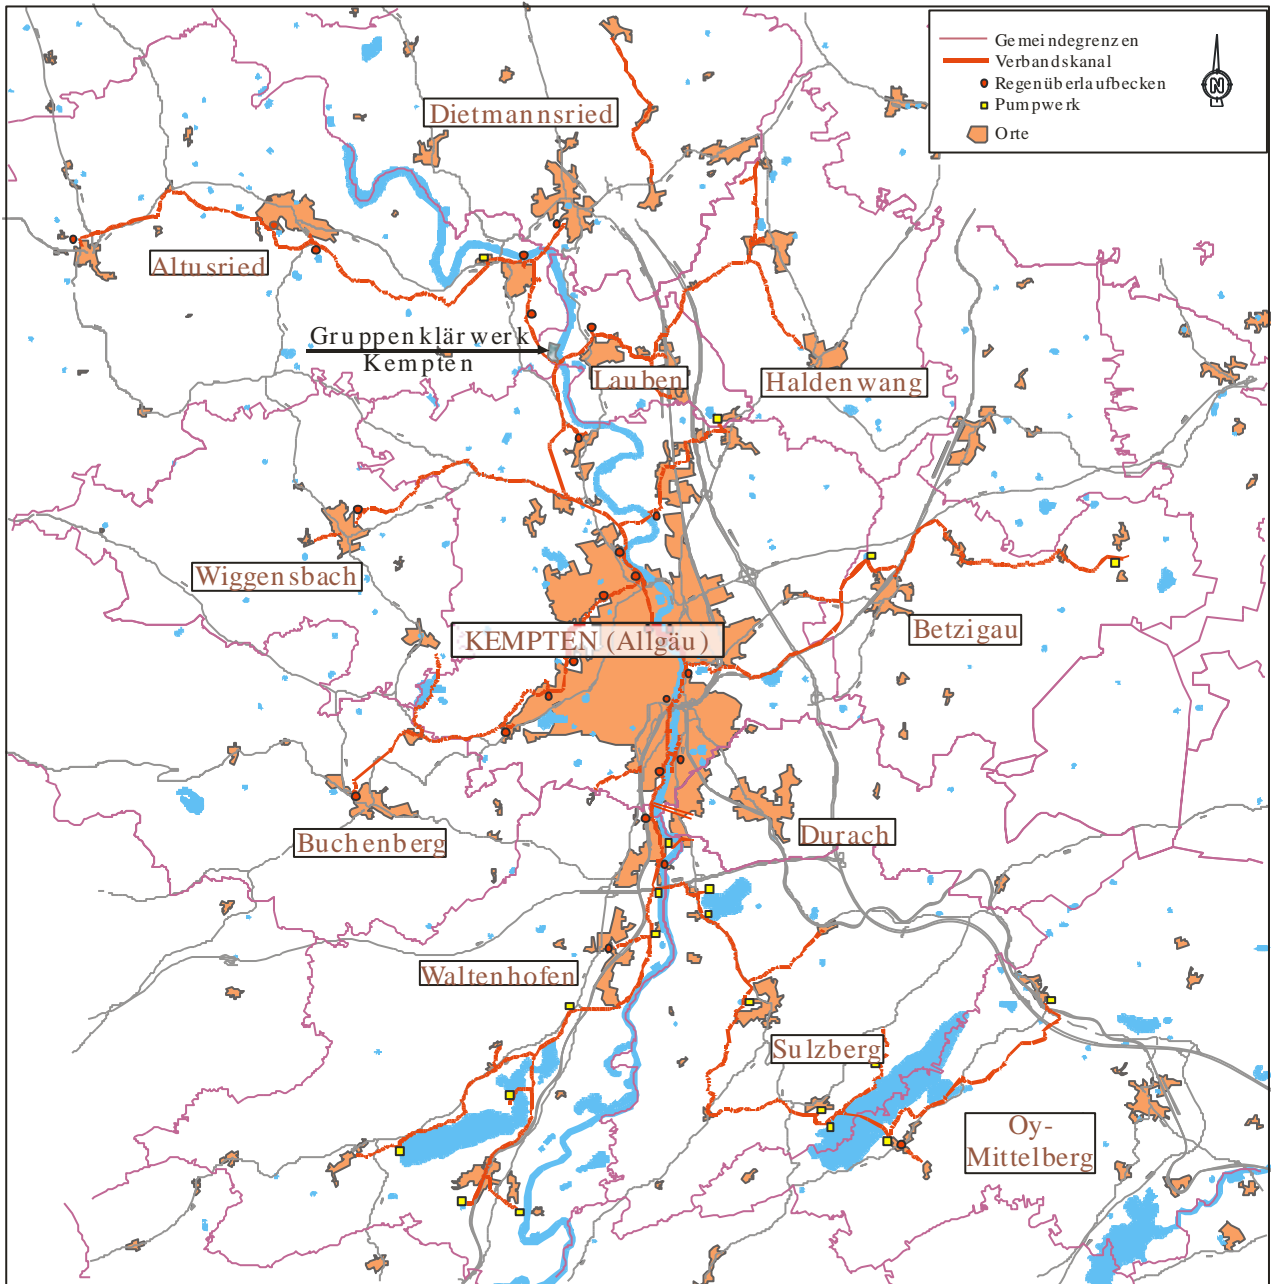 Gemeindegrenzen
Verbandskanal
Regenüberlaufbecken
Pumpwerk
Orte
N
Dietmannsried
Altusried
Gruppenklärwerk
Kempten
Lauben
Haldenwang
Wiggensbach
KEMPTEN (Allgäu)
Betzigau
Buchenberg
Durach
Waltenhofen
Sulzberg
Oy-
Mittelberg